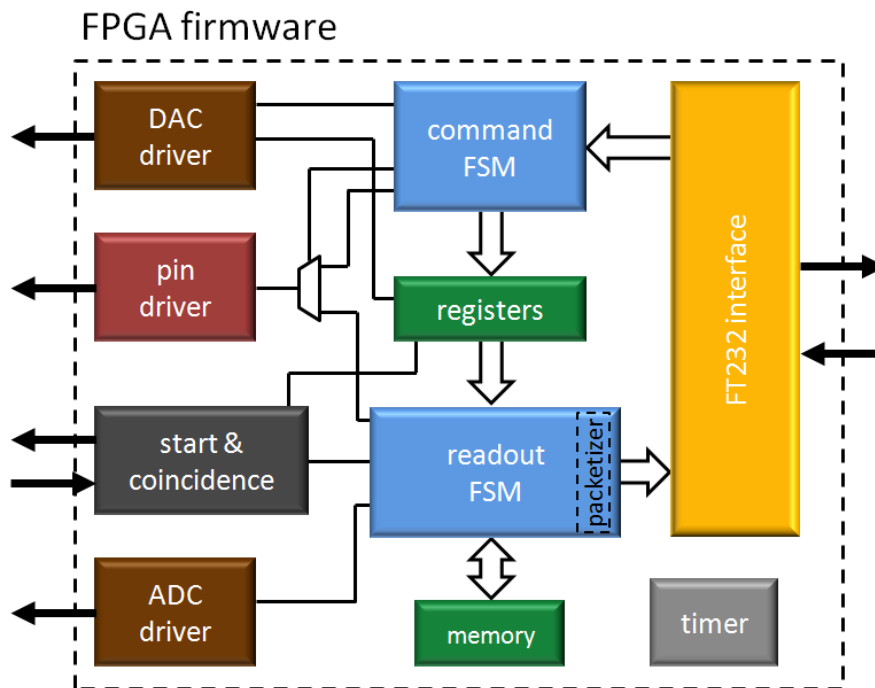 FPGA firmware
DAC
driver
command
FSM
pin
driver
registers
FT232 interface
start &
coincidence
readout
FSM
packetizer
ADC
driver
memory
timer